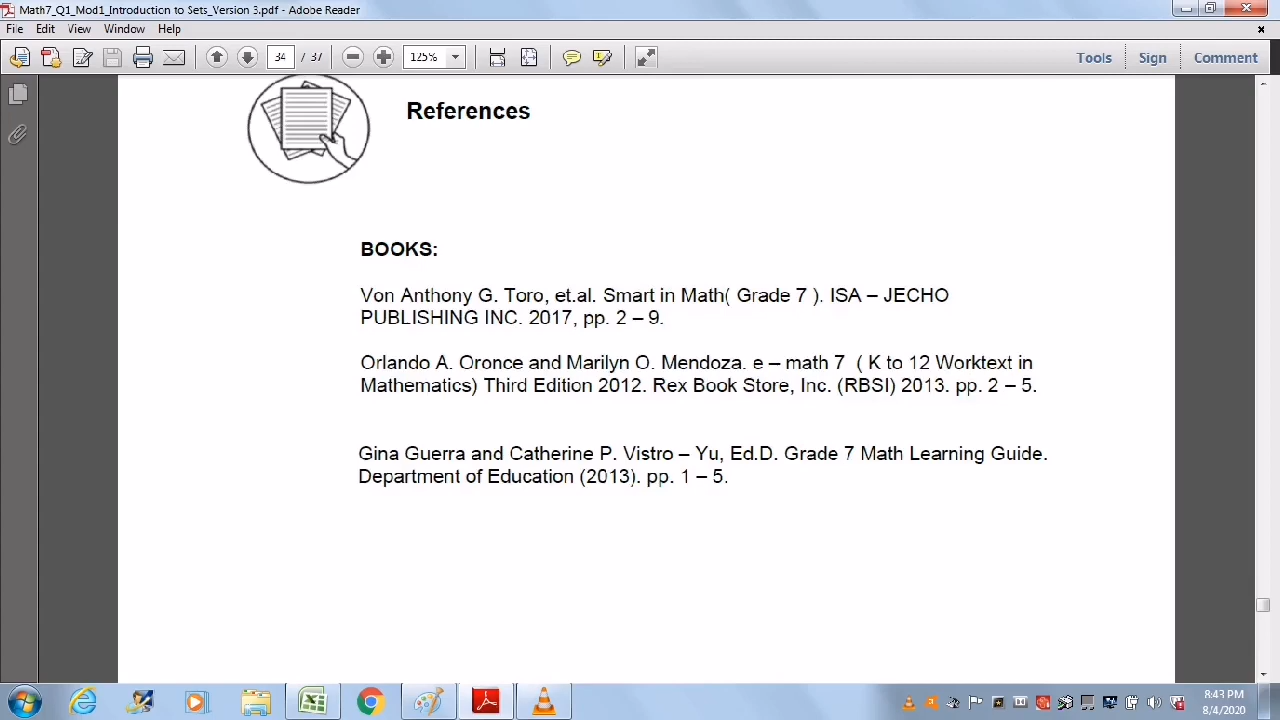 Math7_Q1_Mod1_Introduction to Sets_Version 3.pdf - Adobe Reader
File Edit View Window Help
34 / 37 125% Tools Sign Comment
References
BOOKS:
Von Anthony G. Toro, et.al. Smart in Math( Grade 7 ). ISA – JECHO
PUBLISHING INC. 2017, pp. 2 – 9.
Orlando A. Oronce and Marilyn O. Mendoza. e – math 7 ( K to 12 Worktext in
Mathematics) Third Edition 2012. Rex Book Store, Inc. (RBSI) 2013. pp. 2 – 5.
Gina Guerra and Catherine P. Vistro – Yu, Ed.D. Grade 7 Math Learning Guide.
Department of Education (2013). pp. 1 – 5.
8:43 PM
8/4/2020